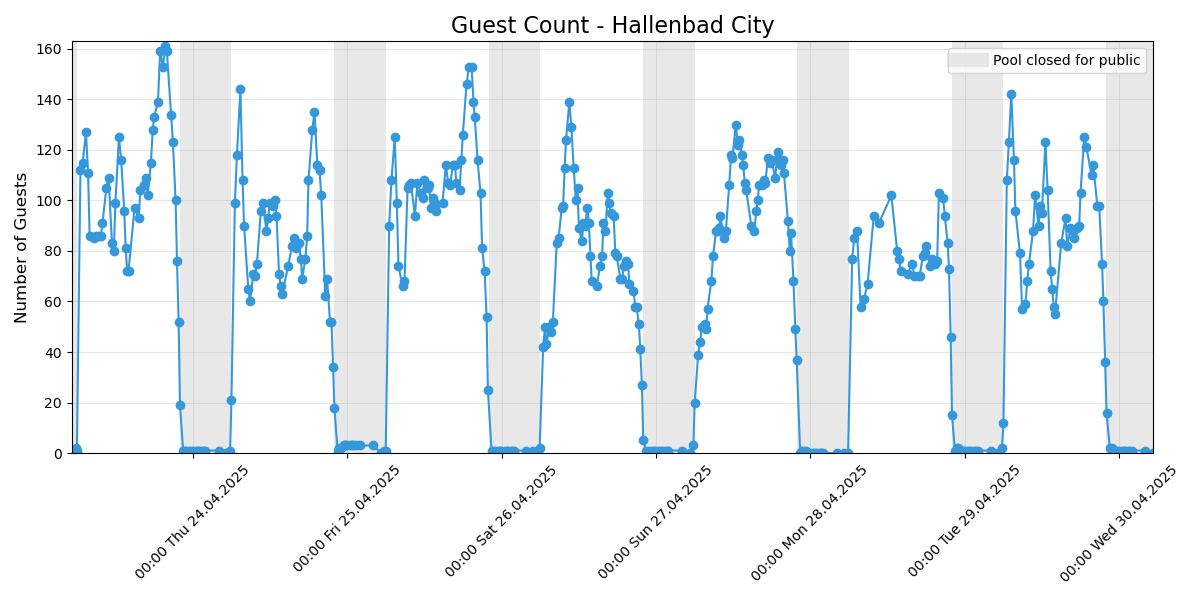 Guest Count - Hallenbad City
Pool closed for public
Number of Guests
160
140
120
100
80
60
40
20
0
00:00 Thu 24.04.2025
00:00 Fri 25.04.2025
00:00 Sat 26.04.2025
00:00 Sun 27.04.2025
00:00 Mon 28.04.2025
00:00 Tue 29.04.2025
00:00 Wed 30.04.2025